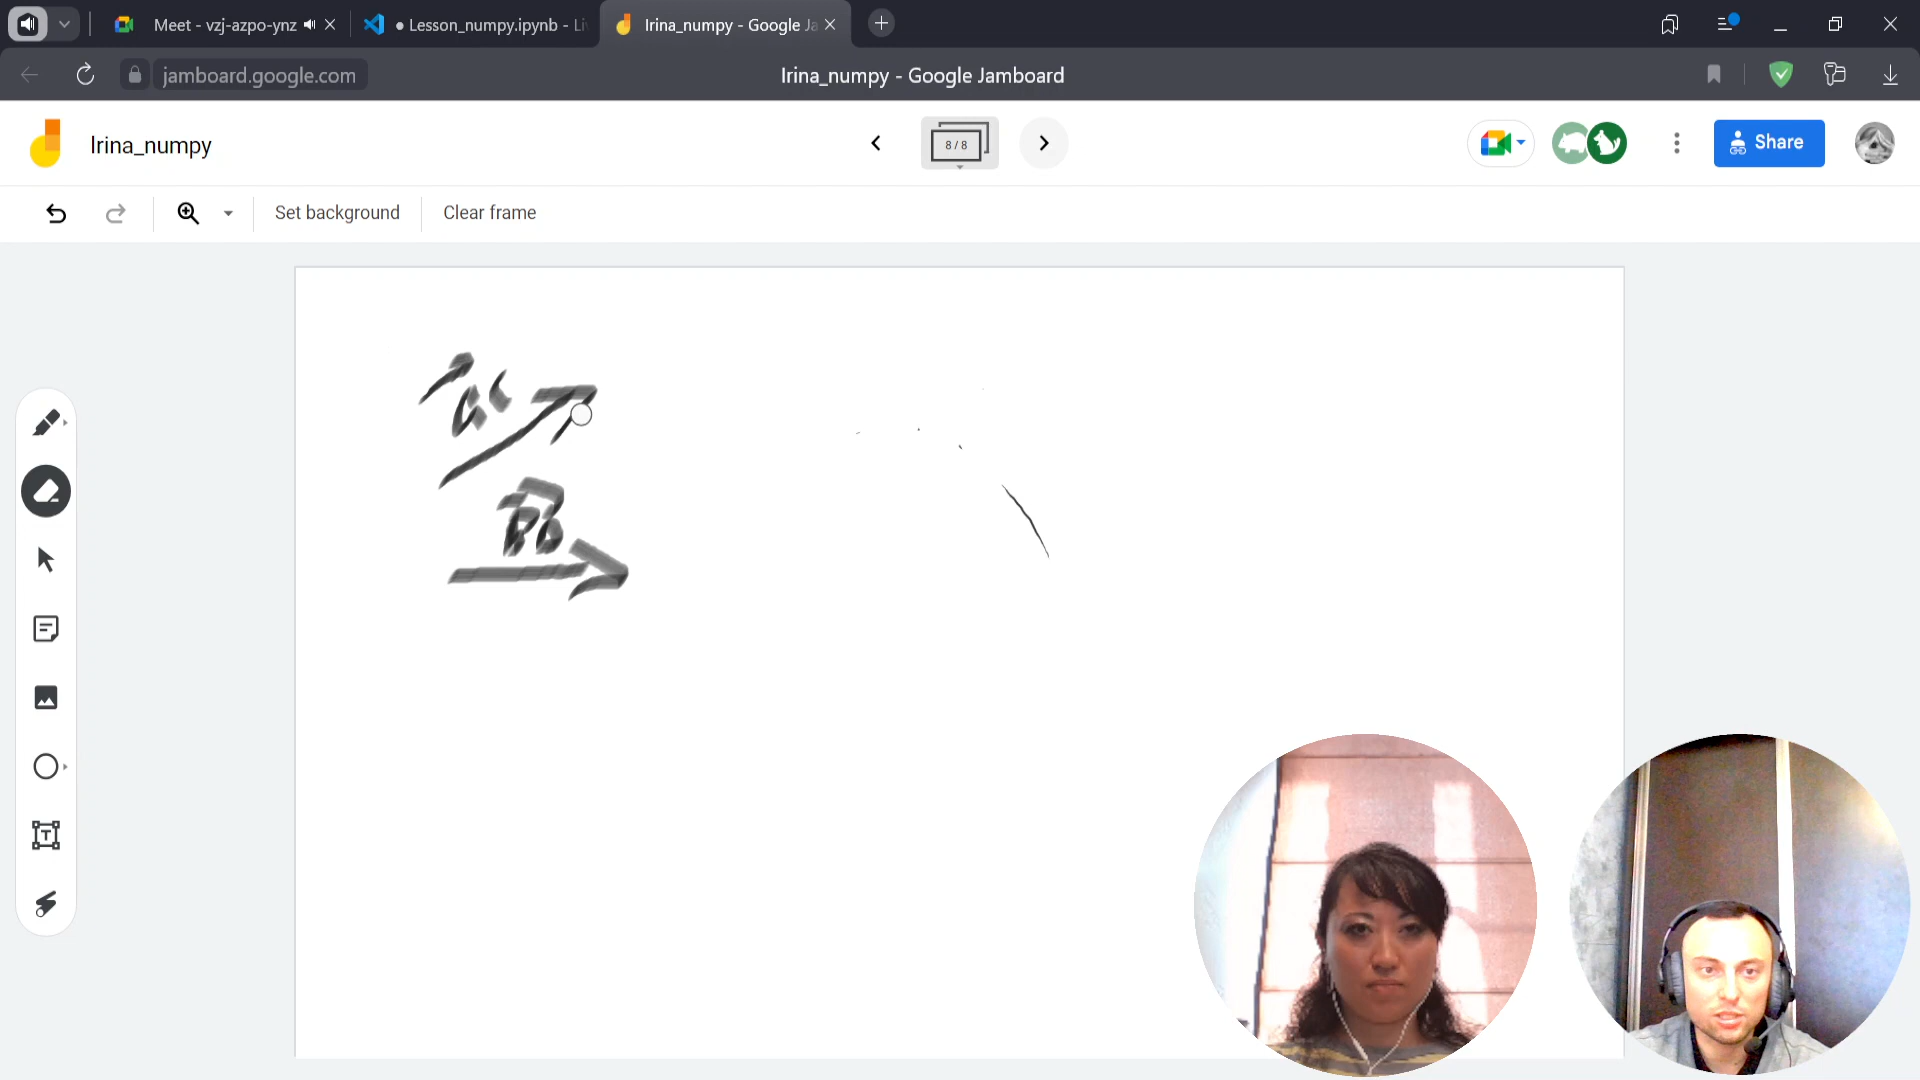 Meet - vzj-azpo-ynz
Lesson_numpy.ipynb - Li
Irina_numpy - Google Ja
jamboard.google.com
Irina_numpy - Google Jamboard
Irina_numpy
8 / 8
Share
Set background
Clear frame